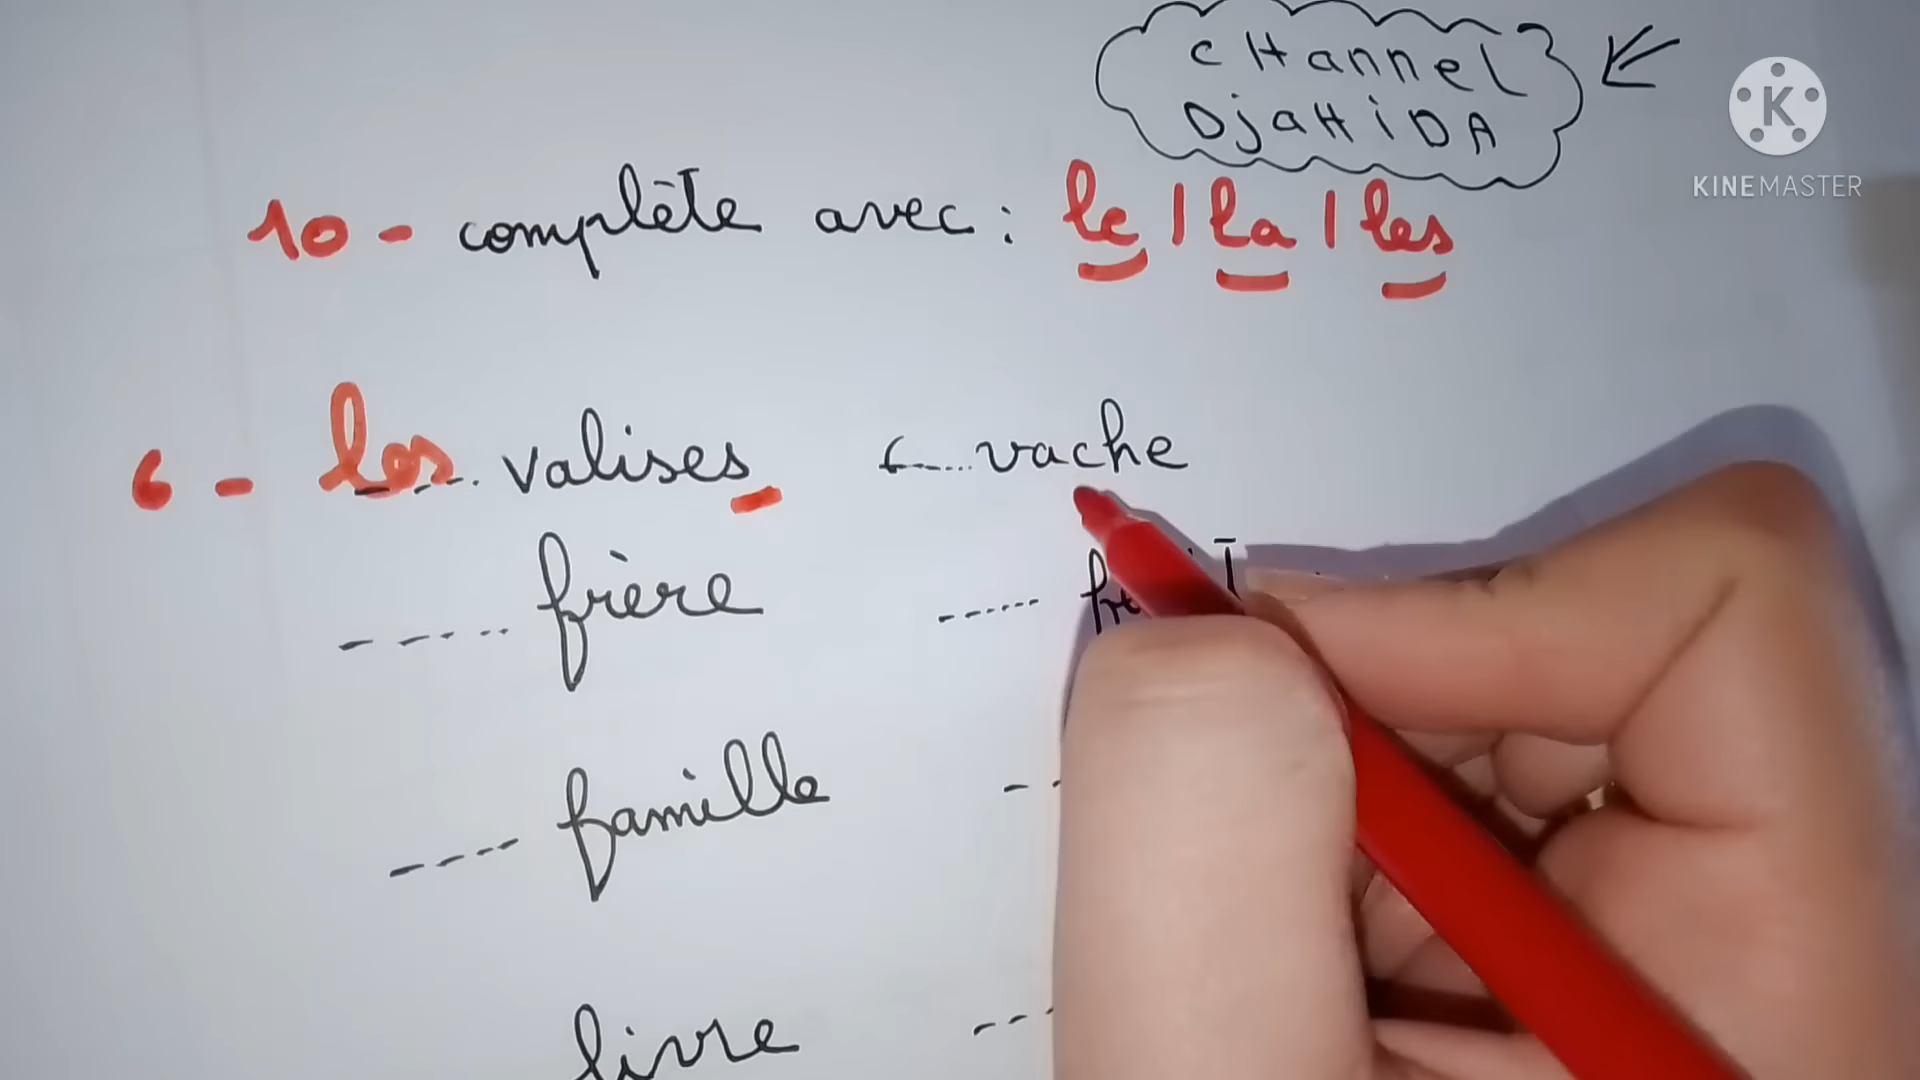 CHannel
DjaHiDA
KINEMASTER
10 - complète avec : le / la / les
6 - les valises ..... vache
..... frère .....
.... famille
livre